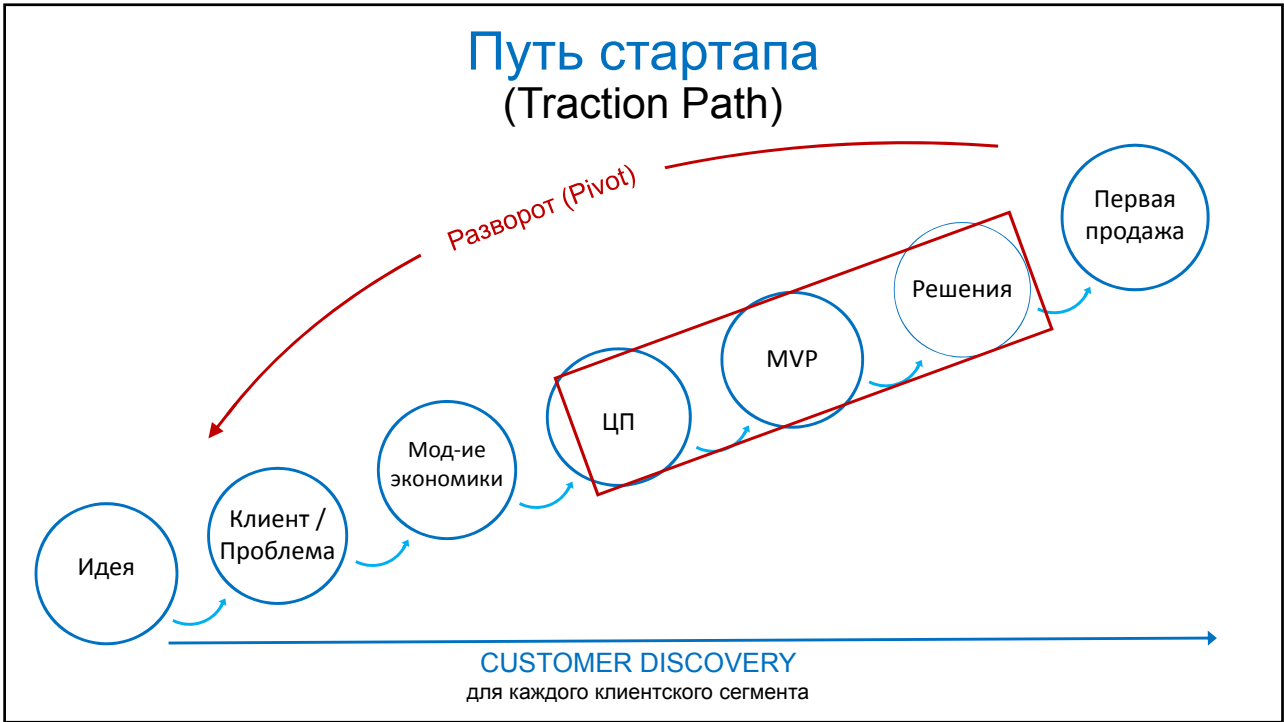 Путь стартапа
(Traction Path)
Разворот (Pivot)
Идея
Клиент /
Проблема
Мод-ие
экономики
ЦП
MVP
Решения
Первая
продажа
CUSTOMER DISCOVERY
для каждого клиентского сегмента